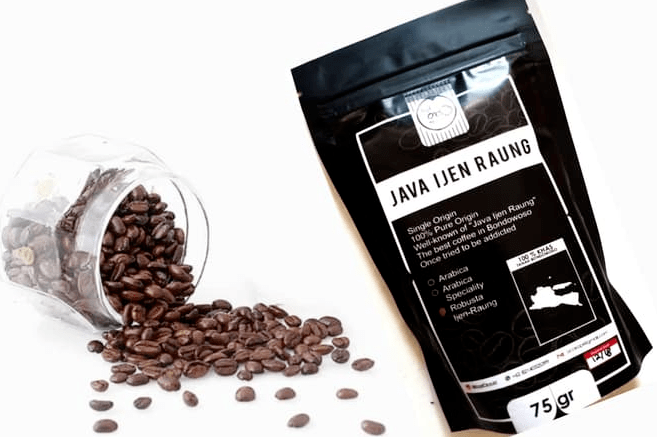 JAVA IJEN RAUNG
Single Origin
100% Pure Origin
Well-known of "Java Ijen Raung"
The best coffee in Bondowoso
Once tried to be addicted
Arabica
Arabica
Speciality
Robusta
Ijen-Raung
100% KHAS
75 gr